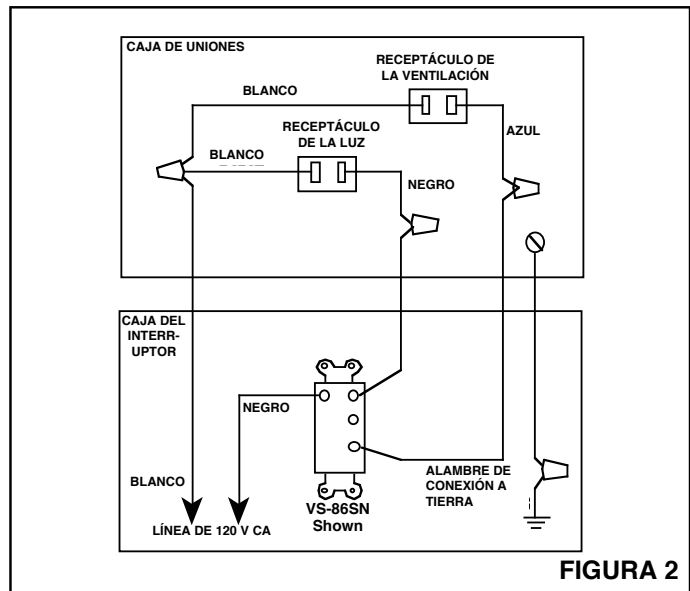 CAJA DE UNIONES
RECEPTÁCULO DE
LA VENTILACIÓN
BLANCO
AZUL
RECEPTÁCULO
DE LA LUZ
BLANCO
NEGRO
CAJA DEL
INTERR-
UPTOR
NEGRO
BLANCO
ALAMBRE DE
CONEXIÓN A
TIERRA
VS-86SN
Shown
LÍNEA DE 120 V CA
FIGURA 2